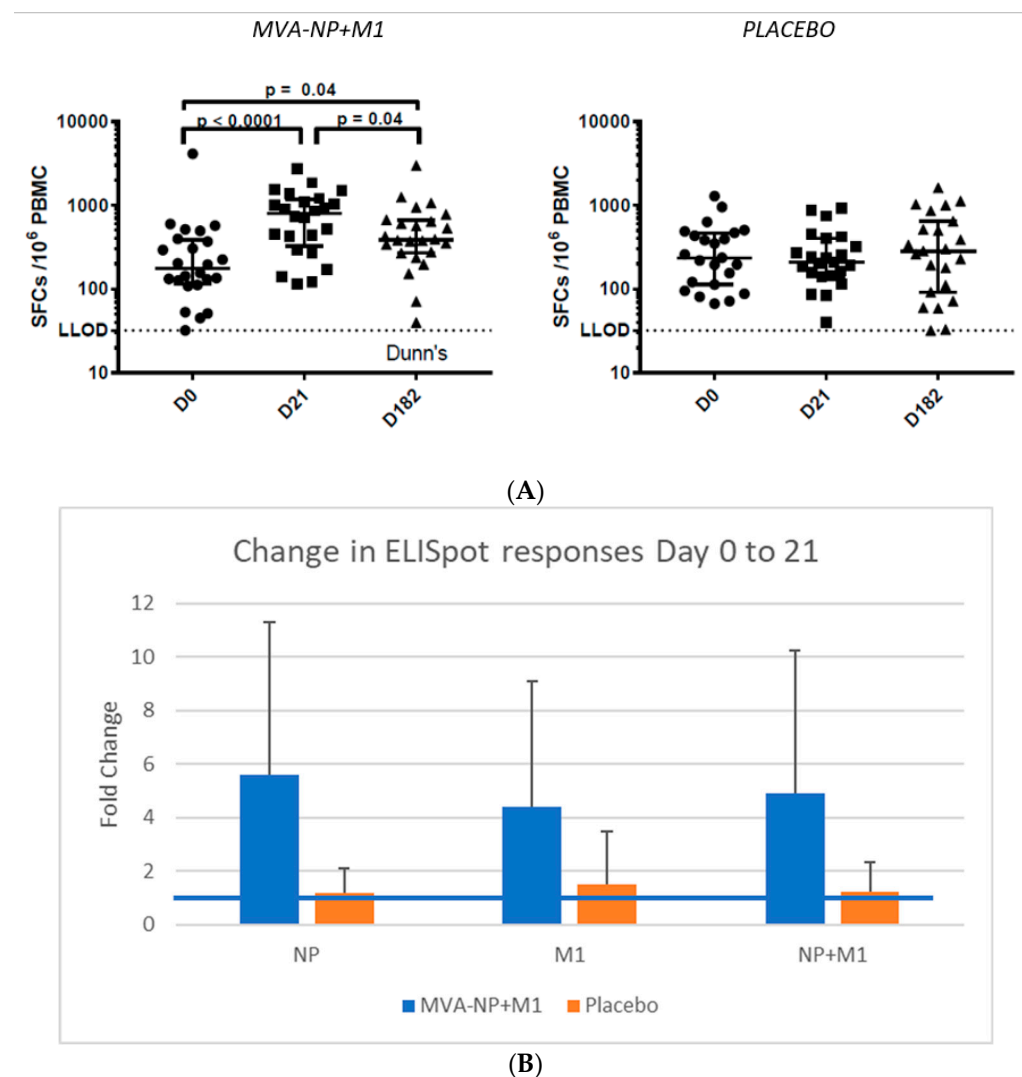 MVA-NP+M1
PLACEBO
p = 0.04
p < 0.0001
p = 0.04
SFCs /10⁶ PBMC
10000
1000
100
LLOD
10
Dunn's
D0
D21
D182
SFCs /10⁶ PBMC
10000
1000
100
LLOD
10
D0
D21
D182
(A)
Change in ELISpot responses Day 0 to 21
Fold Change
12
10
8
6
4
2
0
NP
M1
NP+M1
MVA-NP+M1
Placebo
(B)